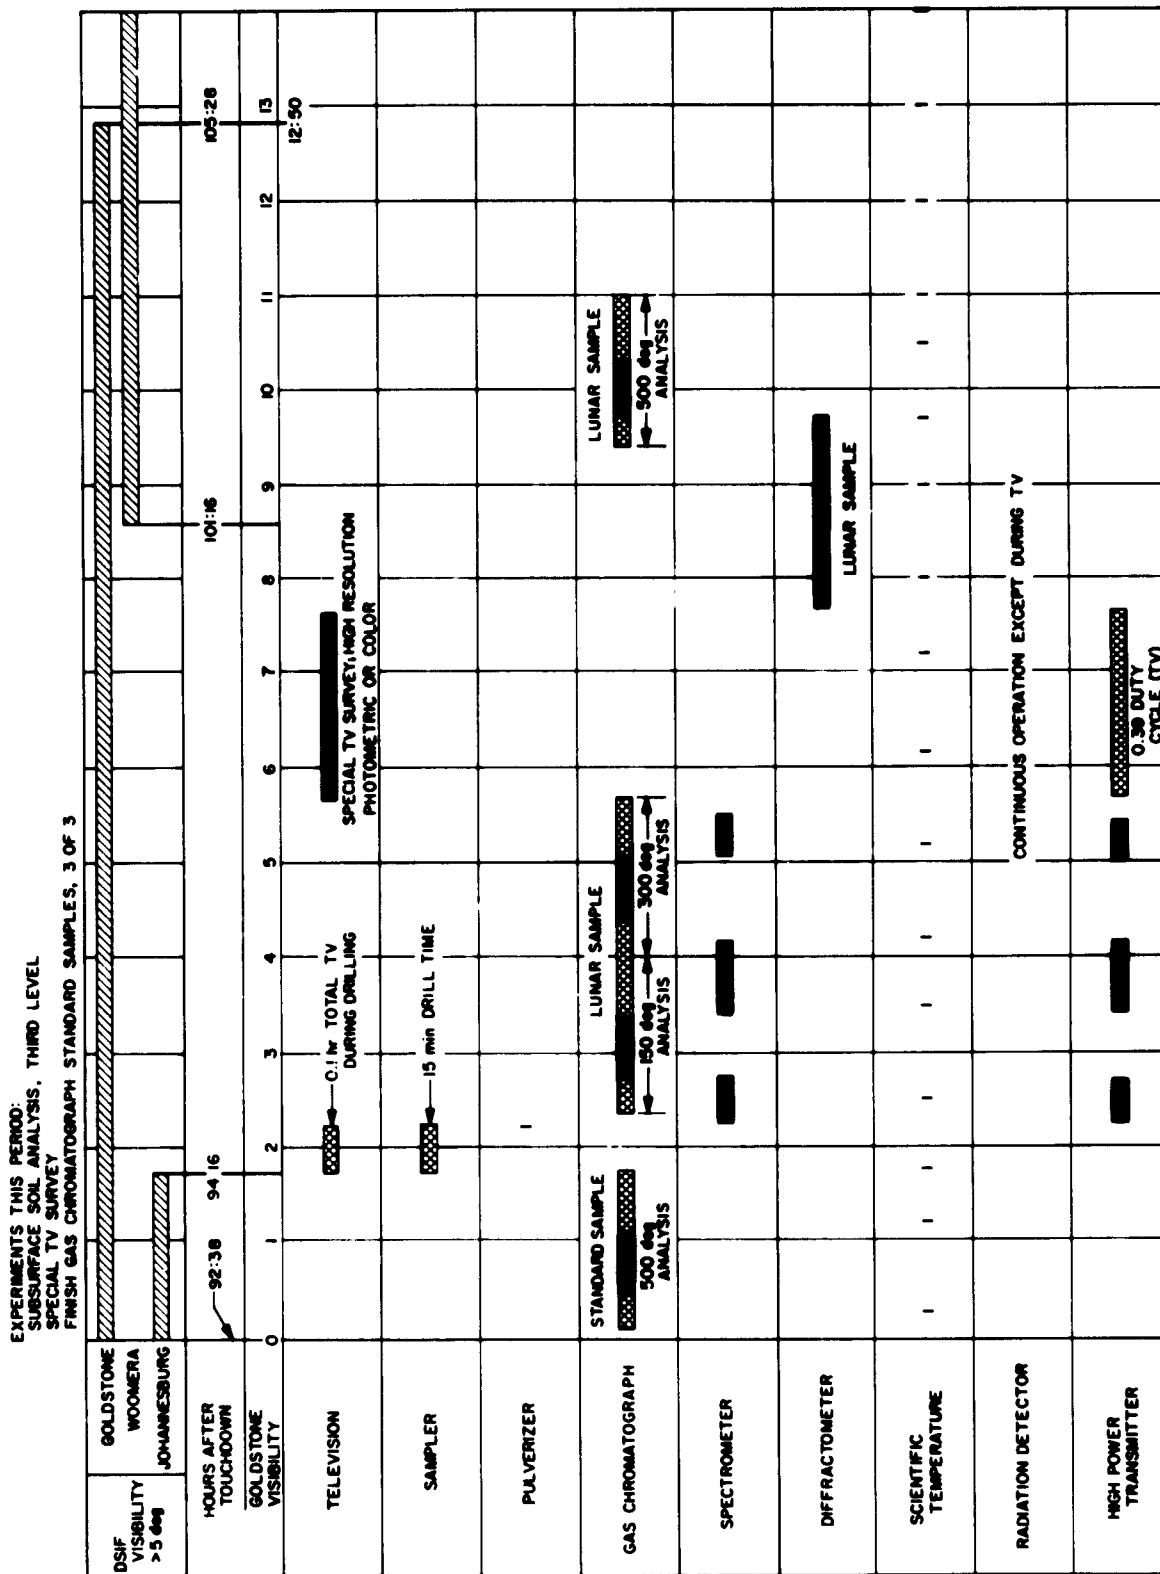 EXPERIMENTS THIS PERIOD:
SUBSURFACE SOIL ANALYSIS, THIRD LEVEL
SPECIAL TV SURVEY
FINISH GAS CHROMATOGRAPH STANDARD SAMPLES, 3 OF 3
DSIF
VISIBILITY
>5 deg
GOLDSTONE
WOOMERA
JOHANNESBURG
HOURS AFTER
TOUCHDOWN
92:38
94:16
101:16
105:28
GOLDSTONE
VISIBILITY
0 1 2 3 4 5 6 7 8 9 10 11 12 13
12:50
TELEVISION
0.1 hr TOTAL TV
DURING DRILLING
SPECIAL TV SURVEY; HIGH RESOLUTION
PHOTOMETRIC OR COLOR
SAMPLER
15 min DRILL TIME
PULVERIZER
GAS CHROMATOGRAPH
STANDARD SAMPLE
500 deg
ANALYSIS
LUNAR SAMPLE
150 deg
ANALYSIS
300 deg
ANALYSIS
LUNAR SAMPLE
500 deg
ANALYSIS
SPECTROMETER
DIFFRACTOMETER
LUNAR SAMPLE
SCIENTIFIC
TEMPERATURE
RADIATION DETECTOR
CONTINUOUS OPERATION EXCEPT DURING TV
HIGH POWER
TRANSMITTER
DUTY
CYCLE (TV)